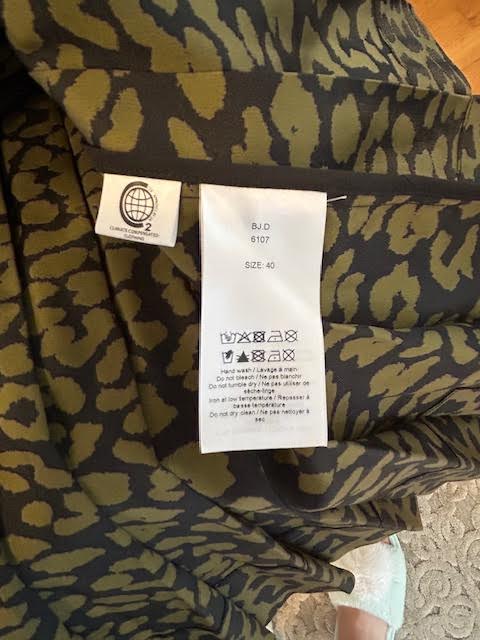 2
CLIMATE COMPENSATED
CLOTHING
BJ.D
6107
SIZE: 40
Hand wash / Lavage à main
Do not bleach / Ne pas blanchir
Do not tumble dry / Ne pas utiliser de
sèche-linge
Iron at low temperature / Repasser à
basse température
Do not dry clean / Ne pas nettoyer à
sec